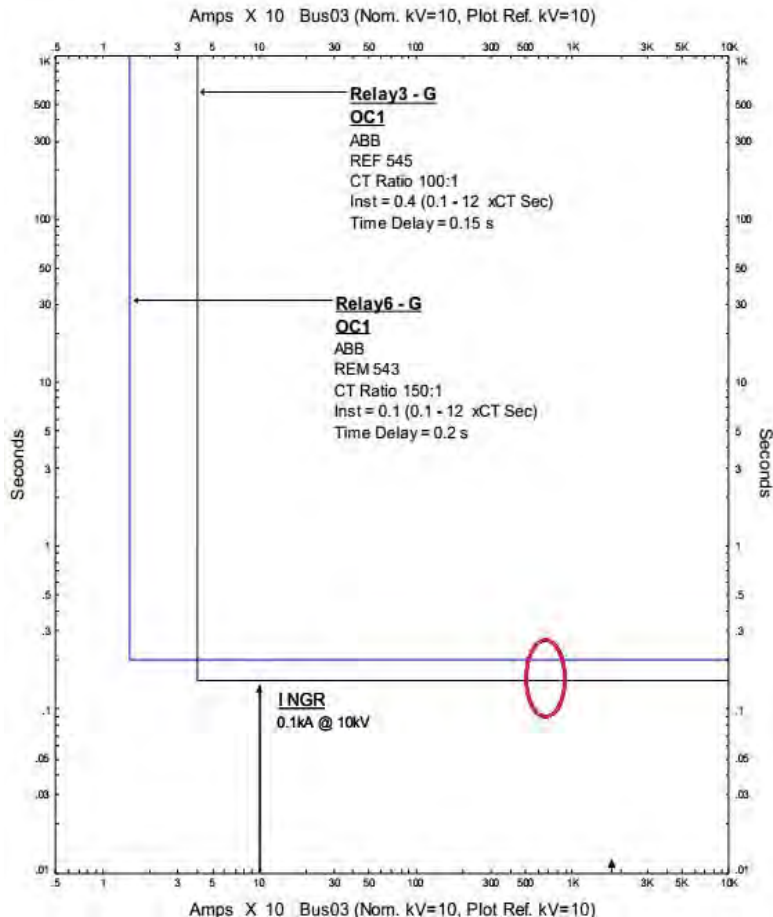 Amps X 10 Bus03 (Nom. kV=10, Plot Ref. kV=10)
.5 1 3 5 10 30 50 100 300 500 1K 3K 5K 10K
1K 1K
500 500
300 300
Relay3 - G
OC1
ABB
REF 545
CT Ratio 100:1
Inst = 0.4 (0.1 - 12 xCT Sec)
Time Delay = 0.15 s
100 100
50 50
30 30
Relay6 - G
OC1
ABB
REM 543
CT Ratio 150:1
Inst = 0.1 (0.1 - 12 xCT Sec)
Time Delay = 0.2 s
10 10
5 5
3 3
Seconds Seconds
1 1
.5 .5
.3 .3
.1 .1
I NGR
0.1kA @ 10kV
.05 .05
.03 .03
.01 .01
.5 1 3 5 10 30 50 100 300 500 1K 3K 5K 10K
Amps X 10 Bus03 (Nom. kV=10, Plot Ref. kV=10)